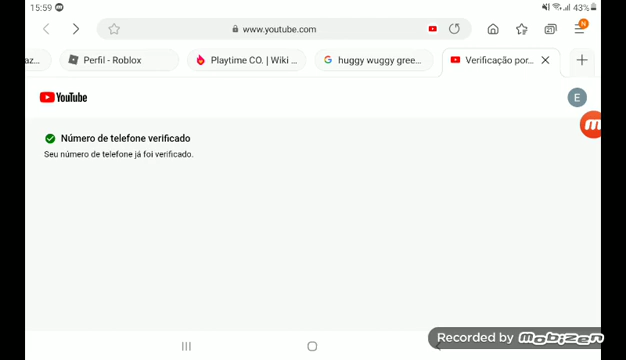 15:59
43%
www.youtube.com
az...
Perfil - Roblox
Playtime CO. | Wiki ...
huggy wuggy gree...
Verificação por...
YouTube
E
Número de telefone verificado
Seu número de telefone já foi verificado.
Recorded by mobizen